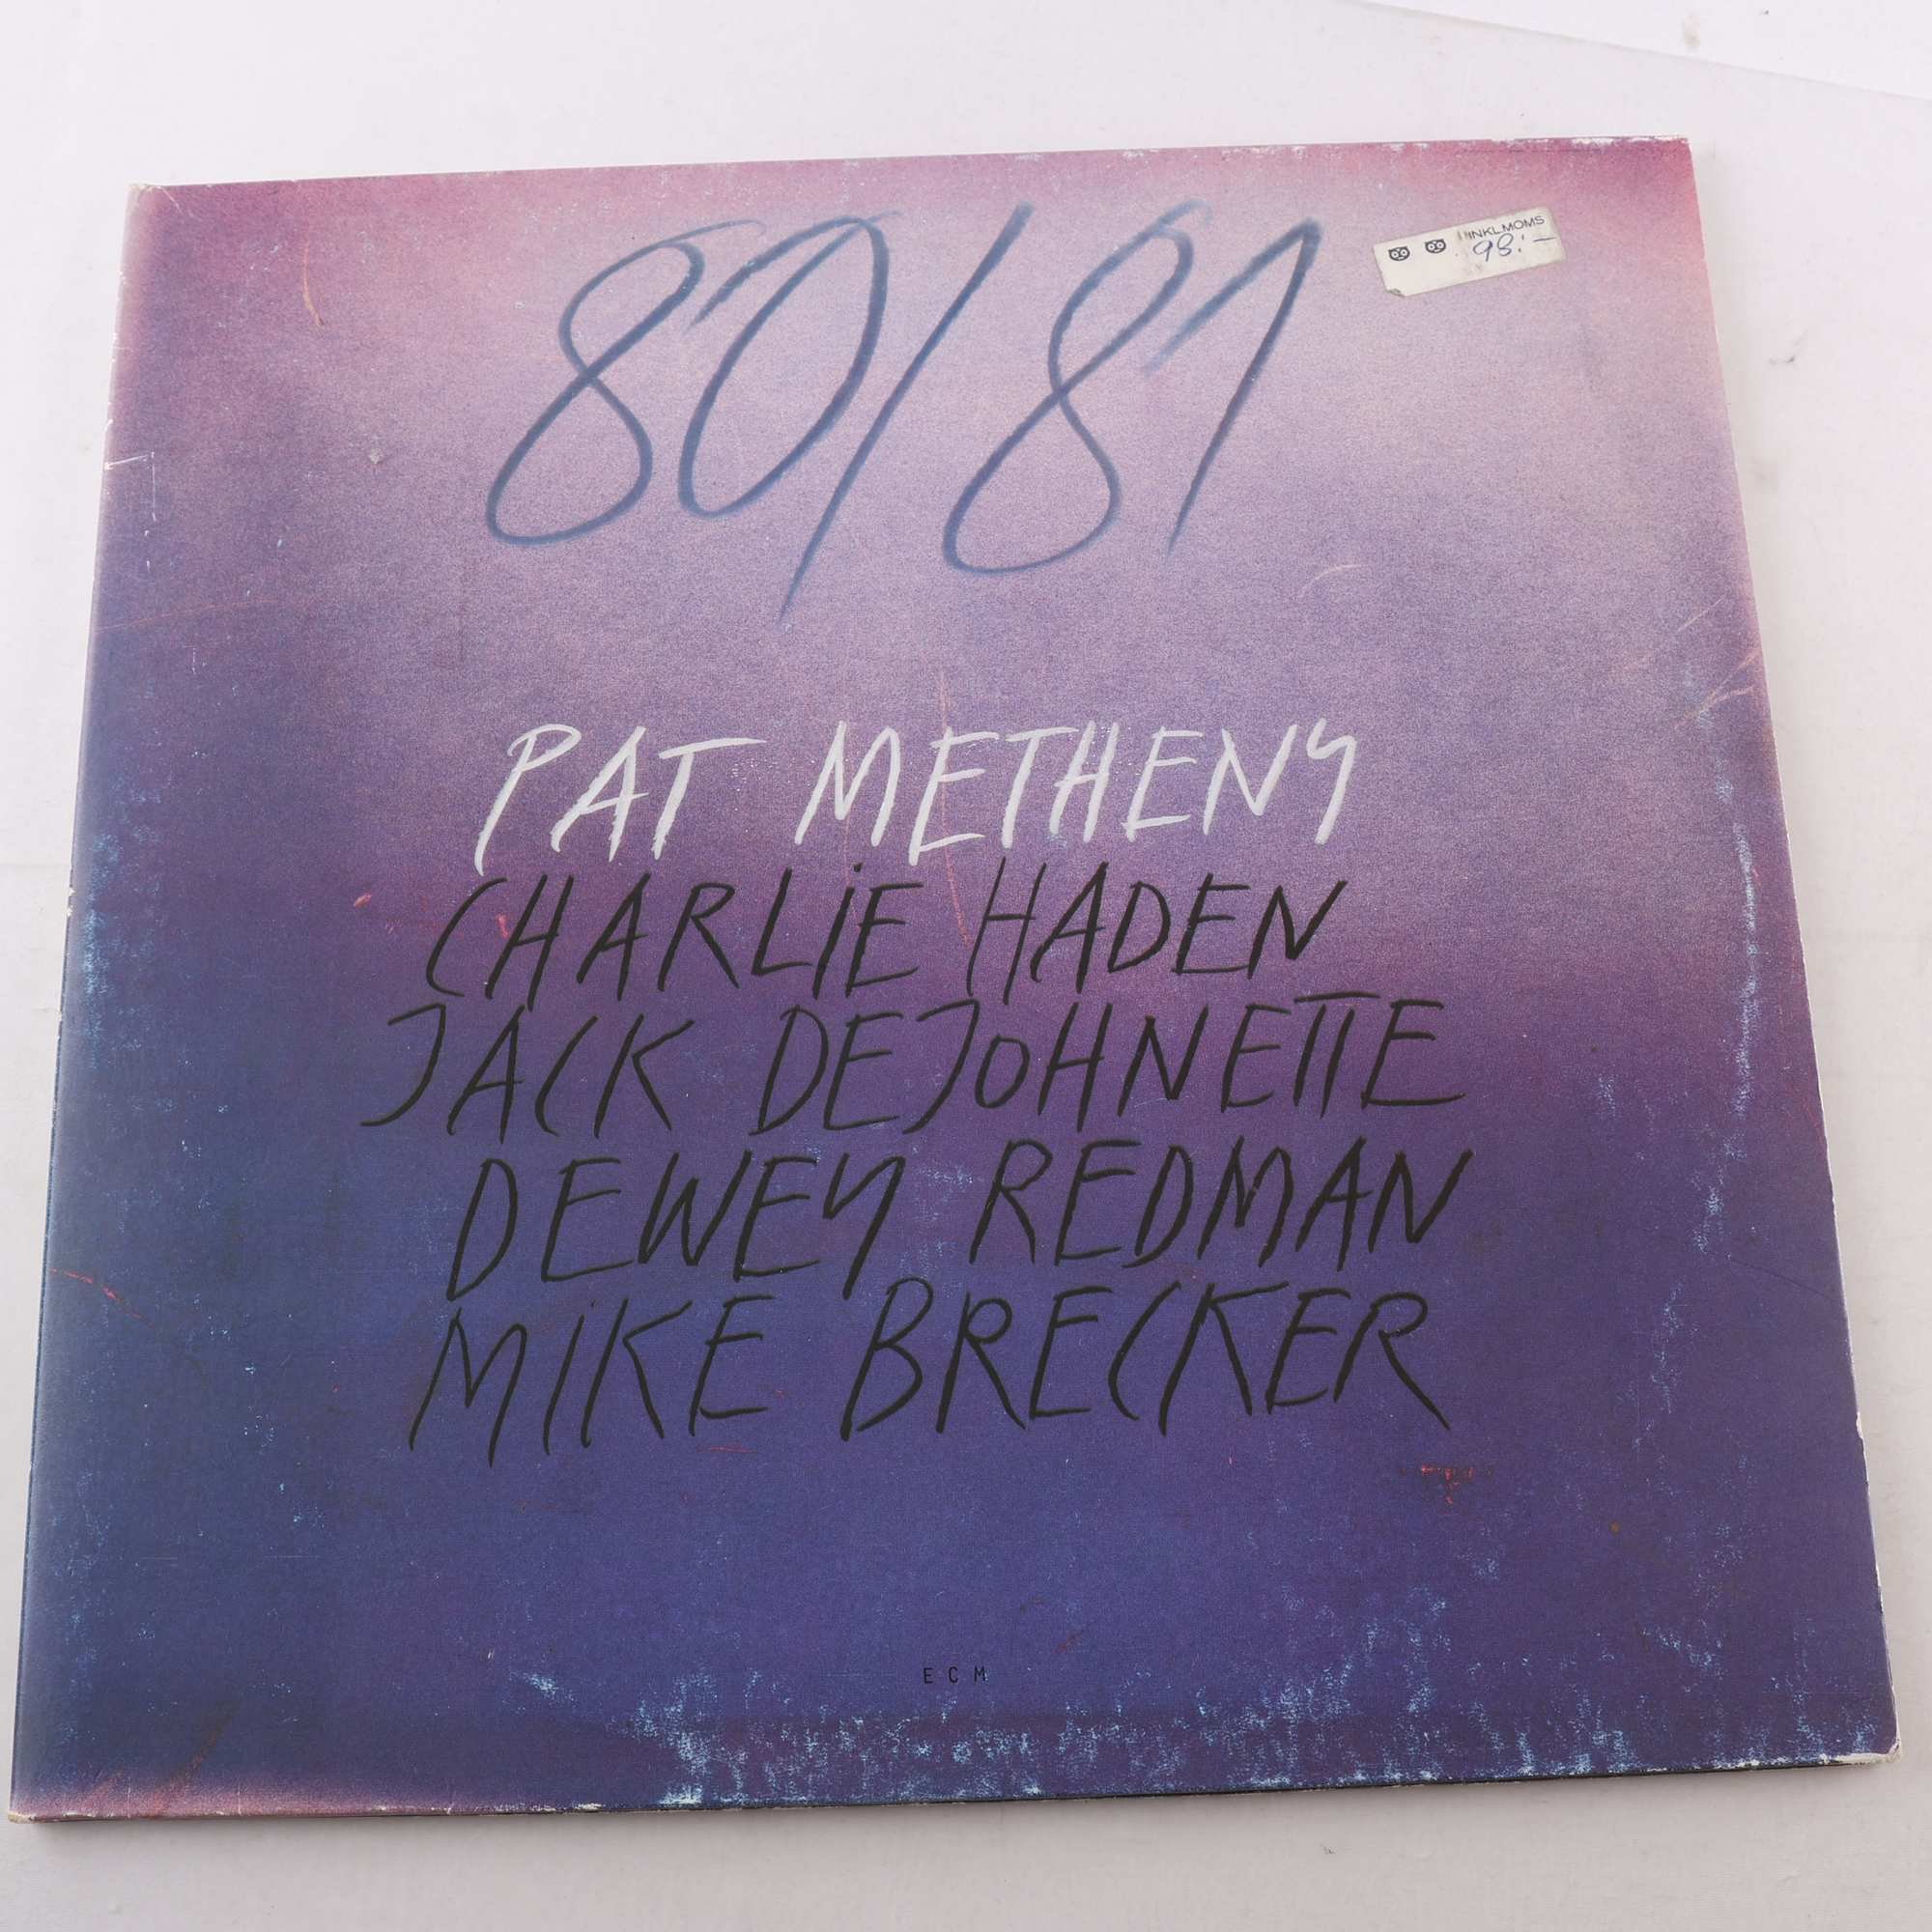 80/81
INKL.MOMS
98:-
PAT METHENY
CHARLiE HADEN
JACK DEJOHNETTE
DEWEY REDMAN
MIKE BRECKER
ECM